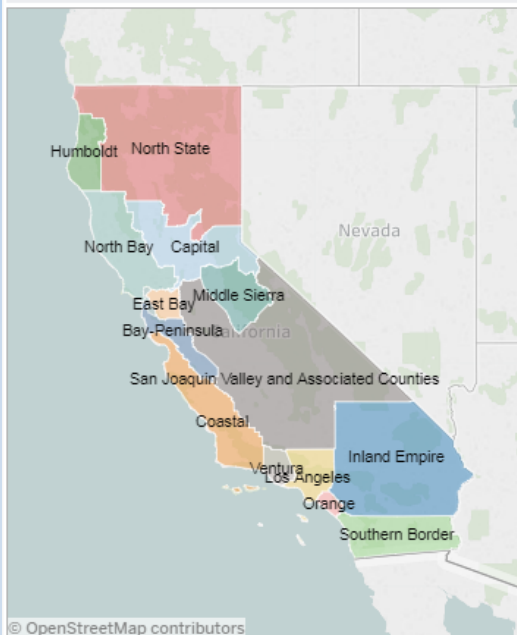 Humboldt
North State
Nevada
North Bay
Capital
Middle Sierra
East Bay
Bay-Peninsula
California
San Joaquin Valley and Associated Counties
Coastal
Inland Empire
Ventura
Los Angeles
Orange
Southern Border
© OpenStreetMap contributors